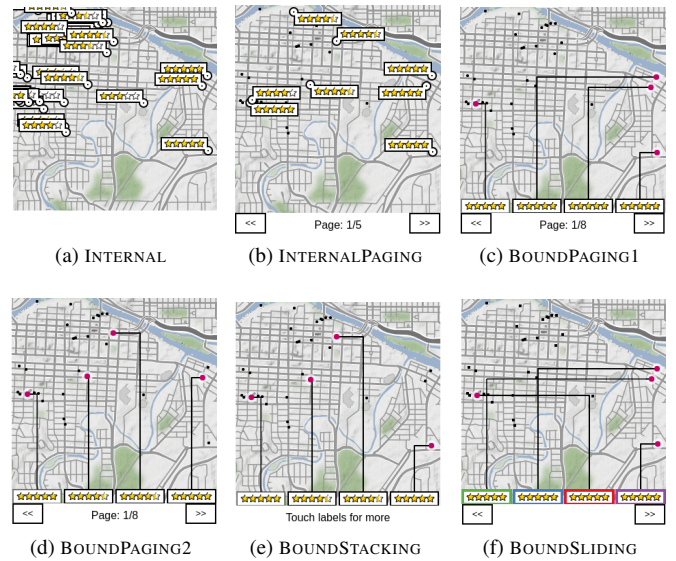 << Page: 1/5 >>
<< Page: 1/8 >>
(a) INTERNAL
(b) INTERNALPAGING
(c) BOUNDPAGING1
<< Page: 1/8 >>
Touch labels for more
<< >>
(d) BOUNDPAGING2
(e) BOUNDSTACKING
(f) BOUNDSLIDING